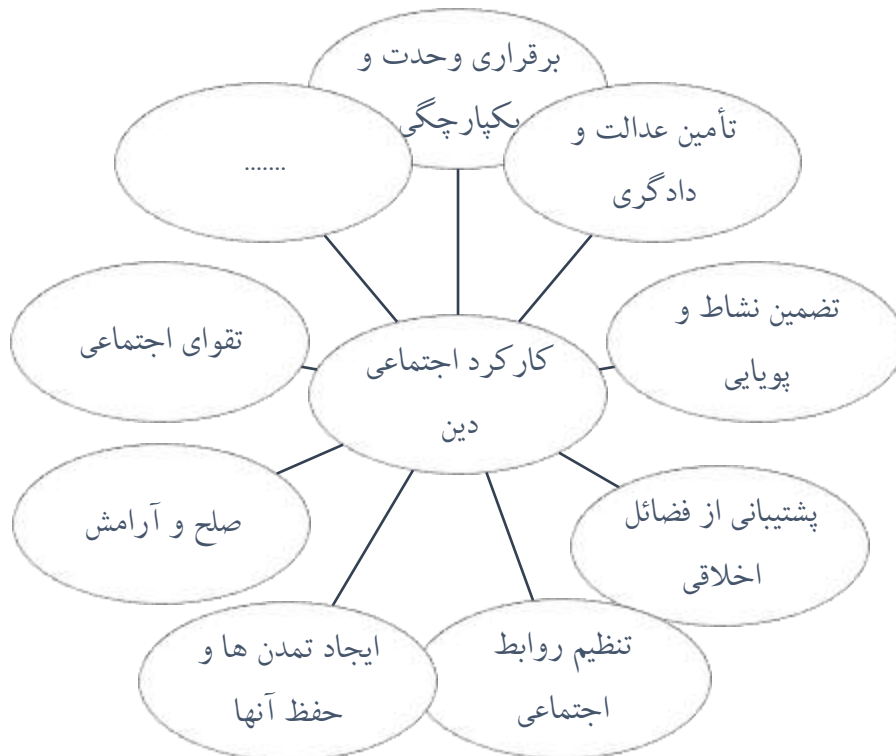 برقراری وحدت و
یکپارچگی
تأمین عدالت و
دادگری
تضمین نشاط و
پویایی
پشتیبانی از فضائل
اخلاقی
تنظیم روابط
اجتماعی
ایجاد تمدن ها و
حفظ آنها
صلح و آرامش
تقوای اجتماعی
.......
کارکرد اجتماعی
دین